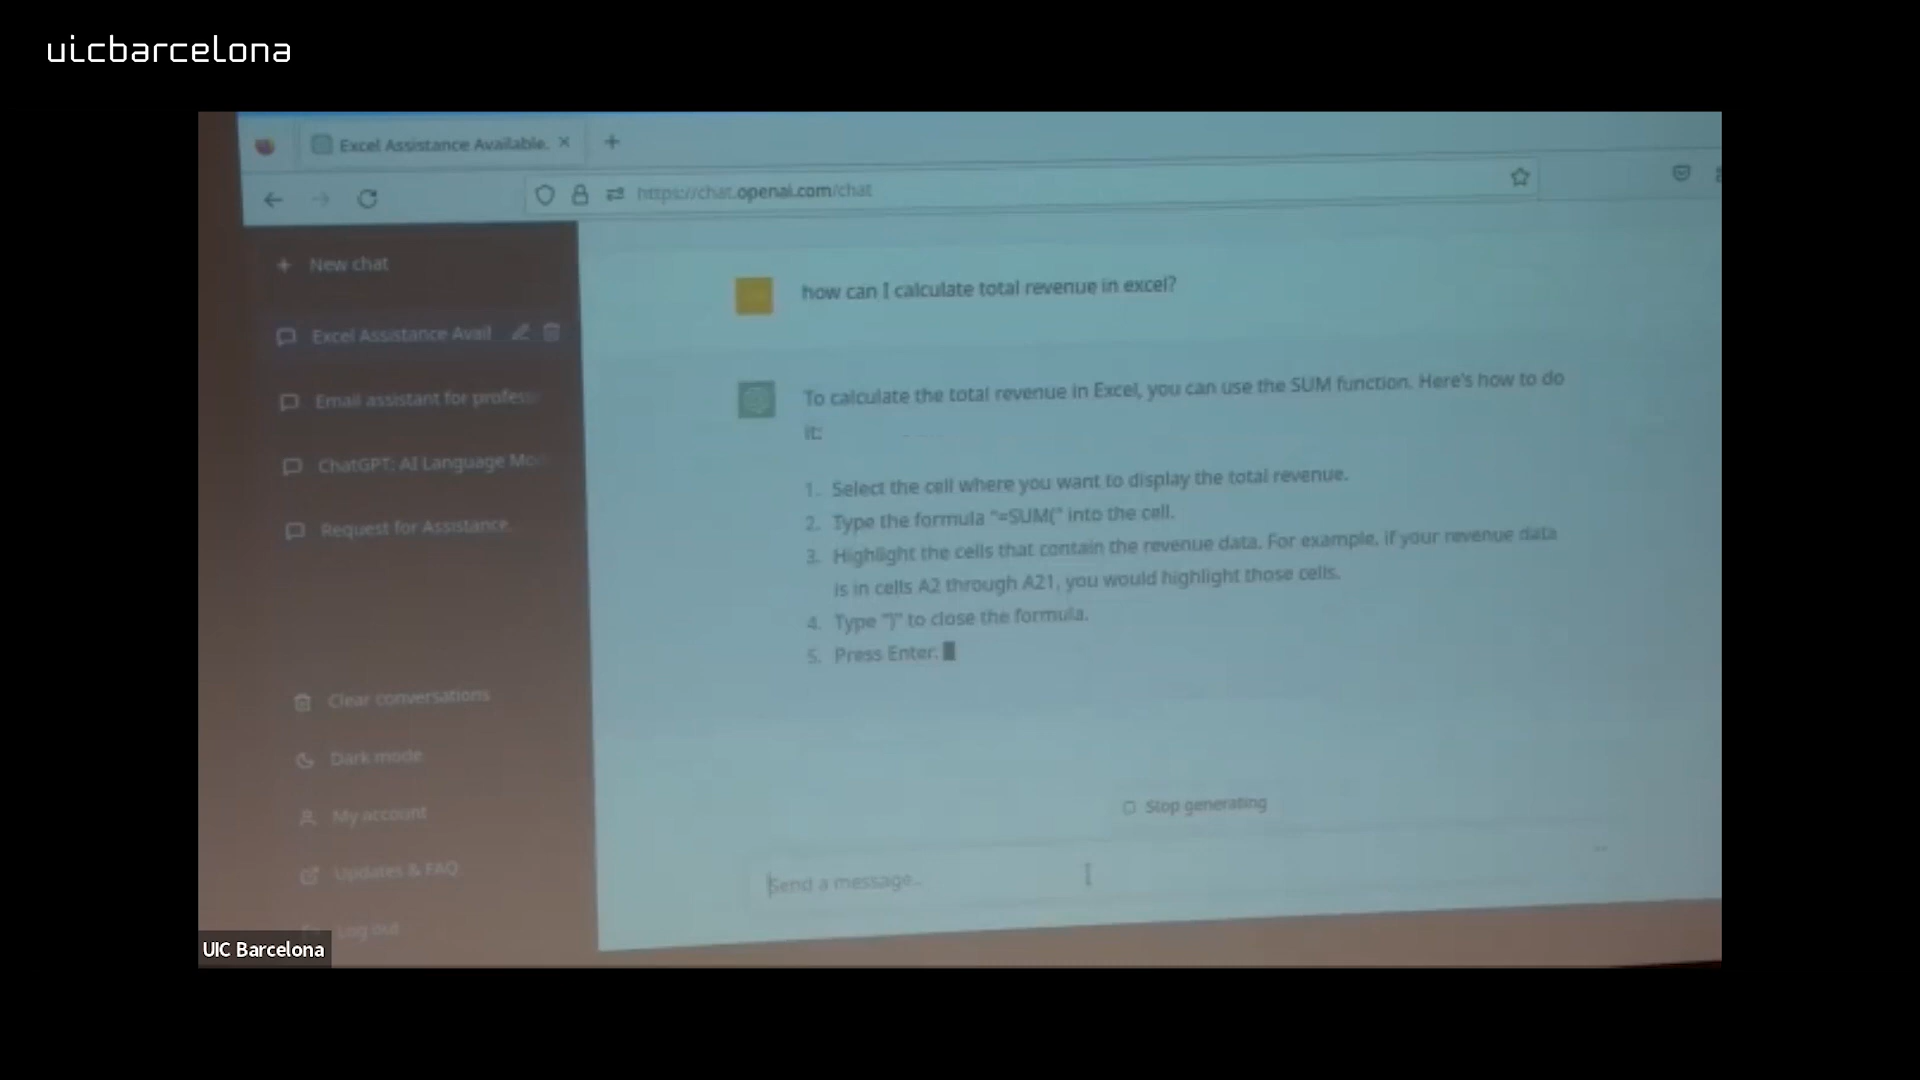 uicbarcelona
Excel Assistance Available.
https://chat.openai.com/chat
New chat
Excel Assistance Avail
Email assistant for profess
ChatGPT: AI Language Mo
Request for Assistance.
Clear conversations
Dark mode
My account
Updates & FAQ
Log out
how can I calculate total revenue in excel?
To calculate the total revenue in Excel, you can use the SUM function. Here's how to do
it:
1. Select the cell where you want to display the total revenue.
2. Type the formula "=SUM(" into the cell.
3. Highlight the cells that contain the revenue data. For example, if your revenue data
is in cells A2 through A21, you would highlight those cells.
4. Type ")" to close the formula.
5. Press Enter.
Stop generating
Send a message...
UIC Barcelona